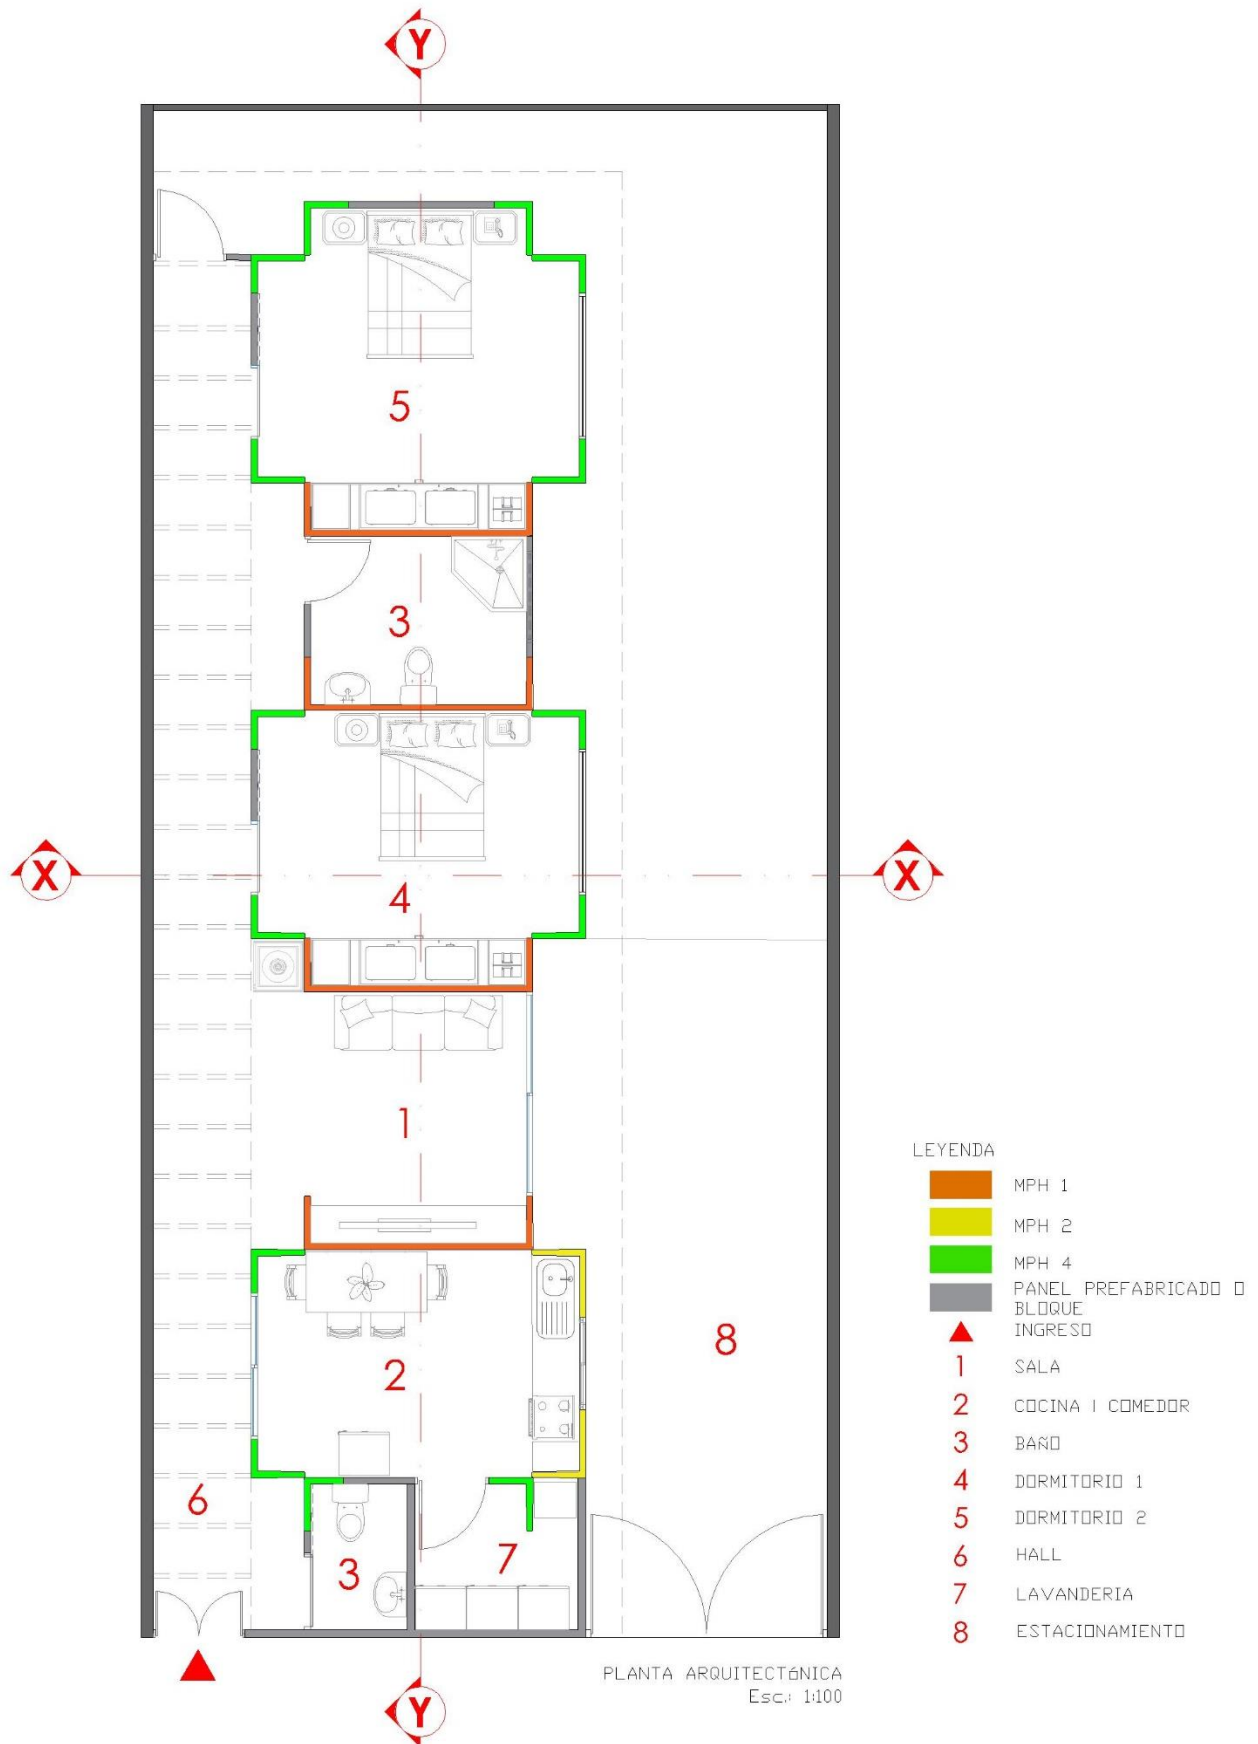 Y
5
3
X
X
4
1
2
8
6
3
7
Y
PLANTA ARQUITECTóNICA
Esc.: 1:100
LEYENDA
MPH 1
MPH 2
MPH 4
PANEL PREFABRICADO O
BLOQUE
INGRESO
1 SALA
2 COCINA | COMEDOR
3 BAñO
4 DORMITORIO 1
5 DORMITORIO 2
6 HALL
7 LAVANDERIA
8 ESTACIONAMIENTO